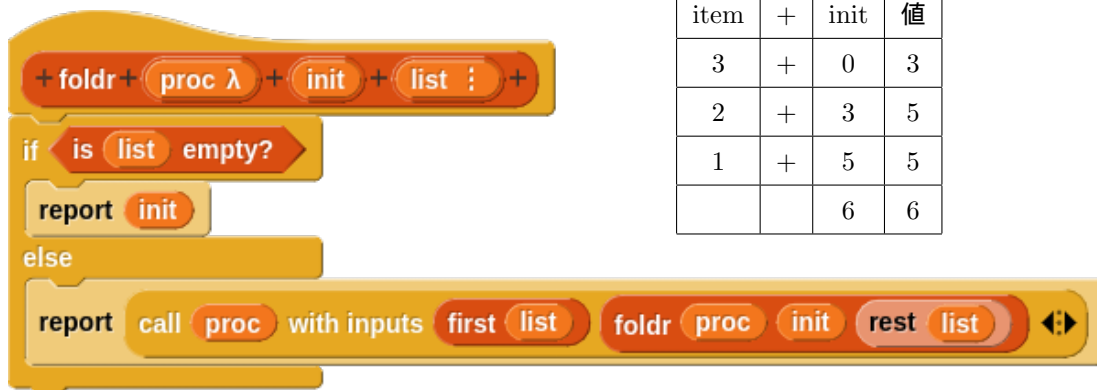 + foldr + proc λ + init + list ⋮ +
if is list empty?
report init
else
report call proc with inputs first list foldr proc init rest list
item + init 値
3 + 0 3
2 + 3 5
1 + 5 5
6 6